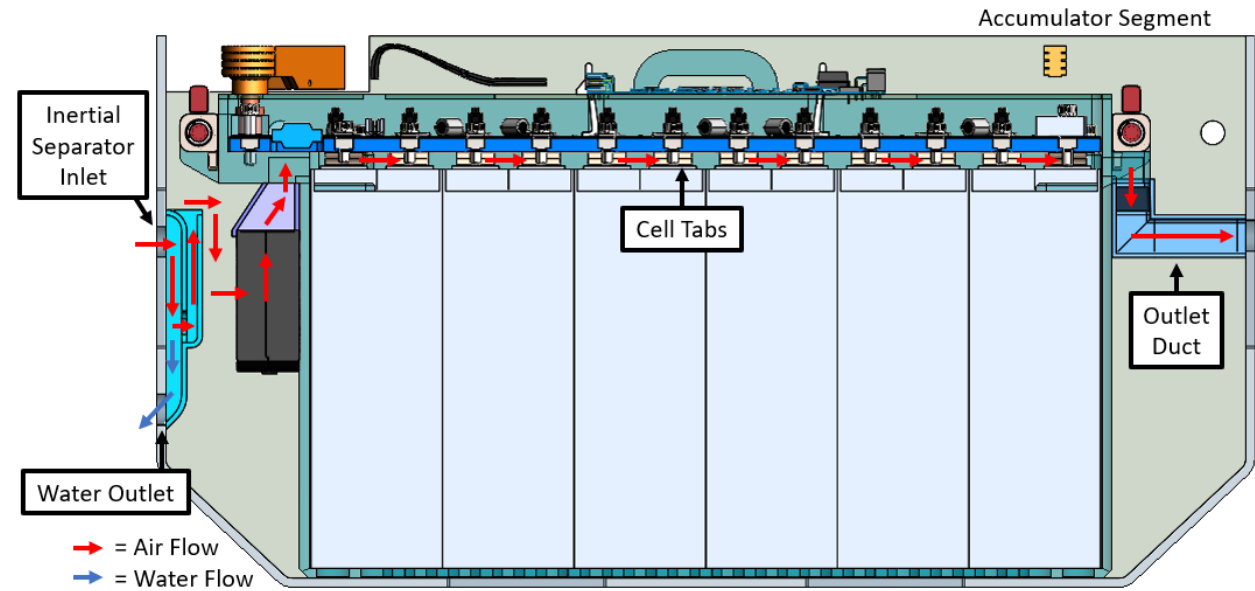 Accumulator Segment
Inertial
Separator
Inlet
Cell Tabs
Outlet
Duct
Water Outlet
= Air Flow
= Water Flow